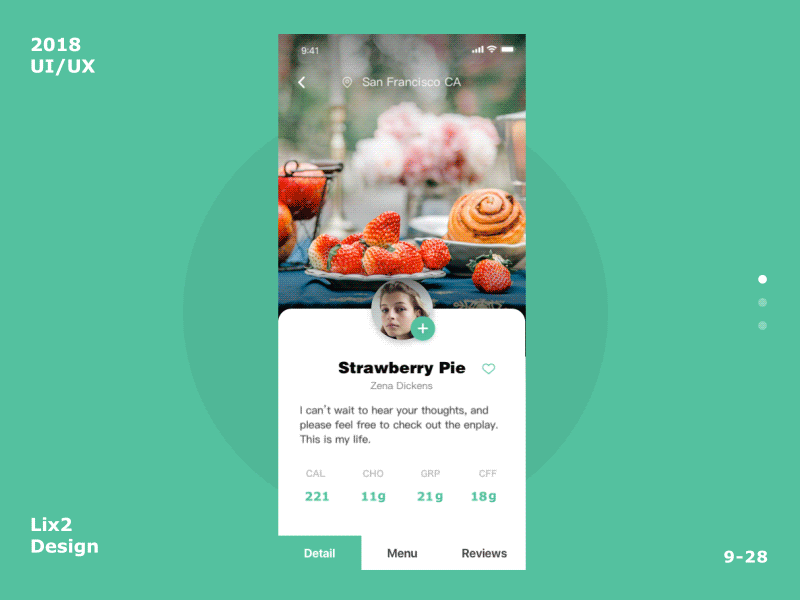 2018
UI/UX
9:41
San Francisco CA
Strawberry Pie
Zena Dickens
I can't wait to hear your thoughts, and
please feel free to check out the enplay.
This is my life.
CAL CHO GRP CFF
221 11g 21g 18g
Detail Menu Reviews
Lix2
Design
9-28